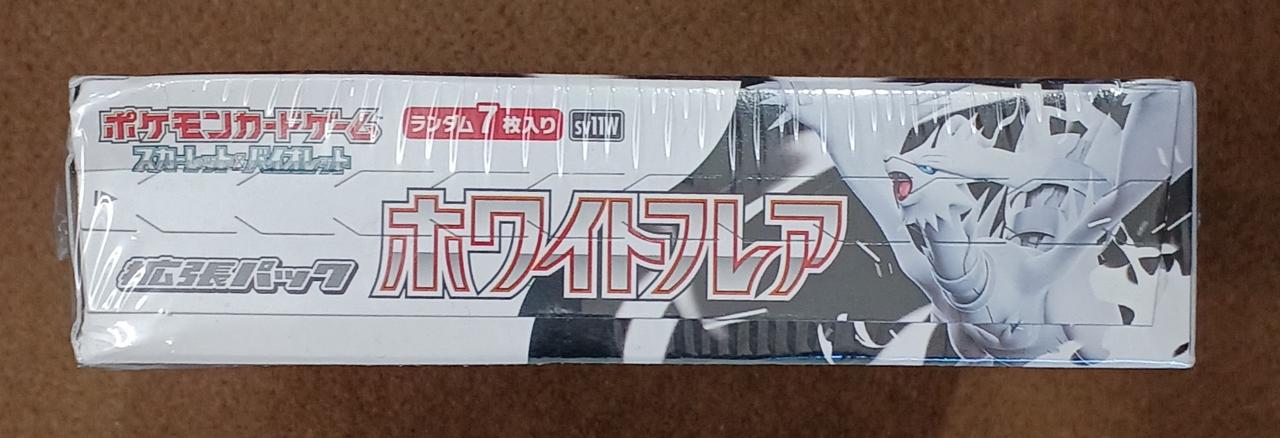 ポケモンカードゲーム
スカーレット&バイオレット
ランダム7枚入り sv11W
拡張パック
ホワイトフレア